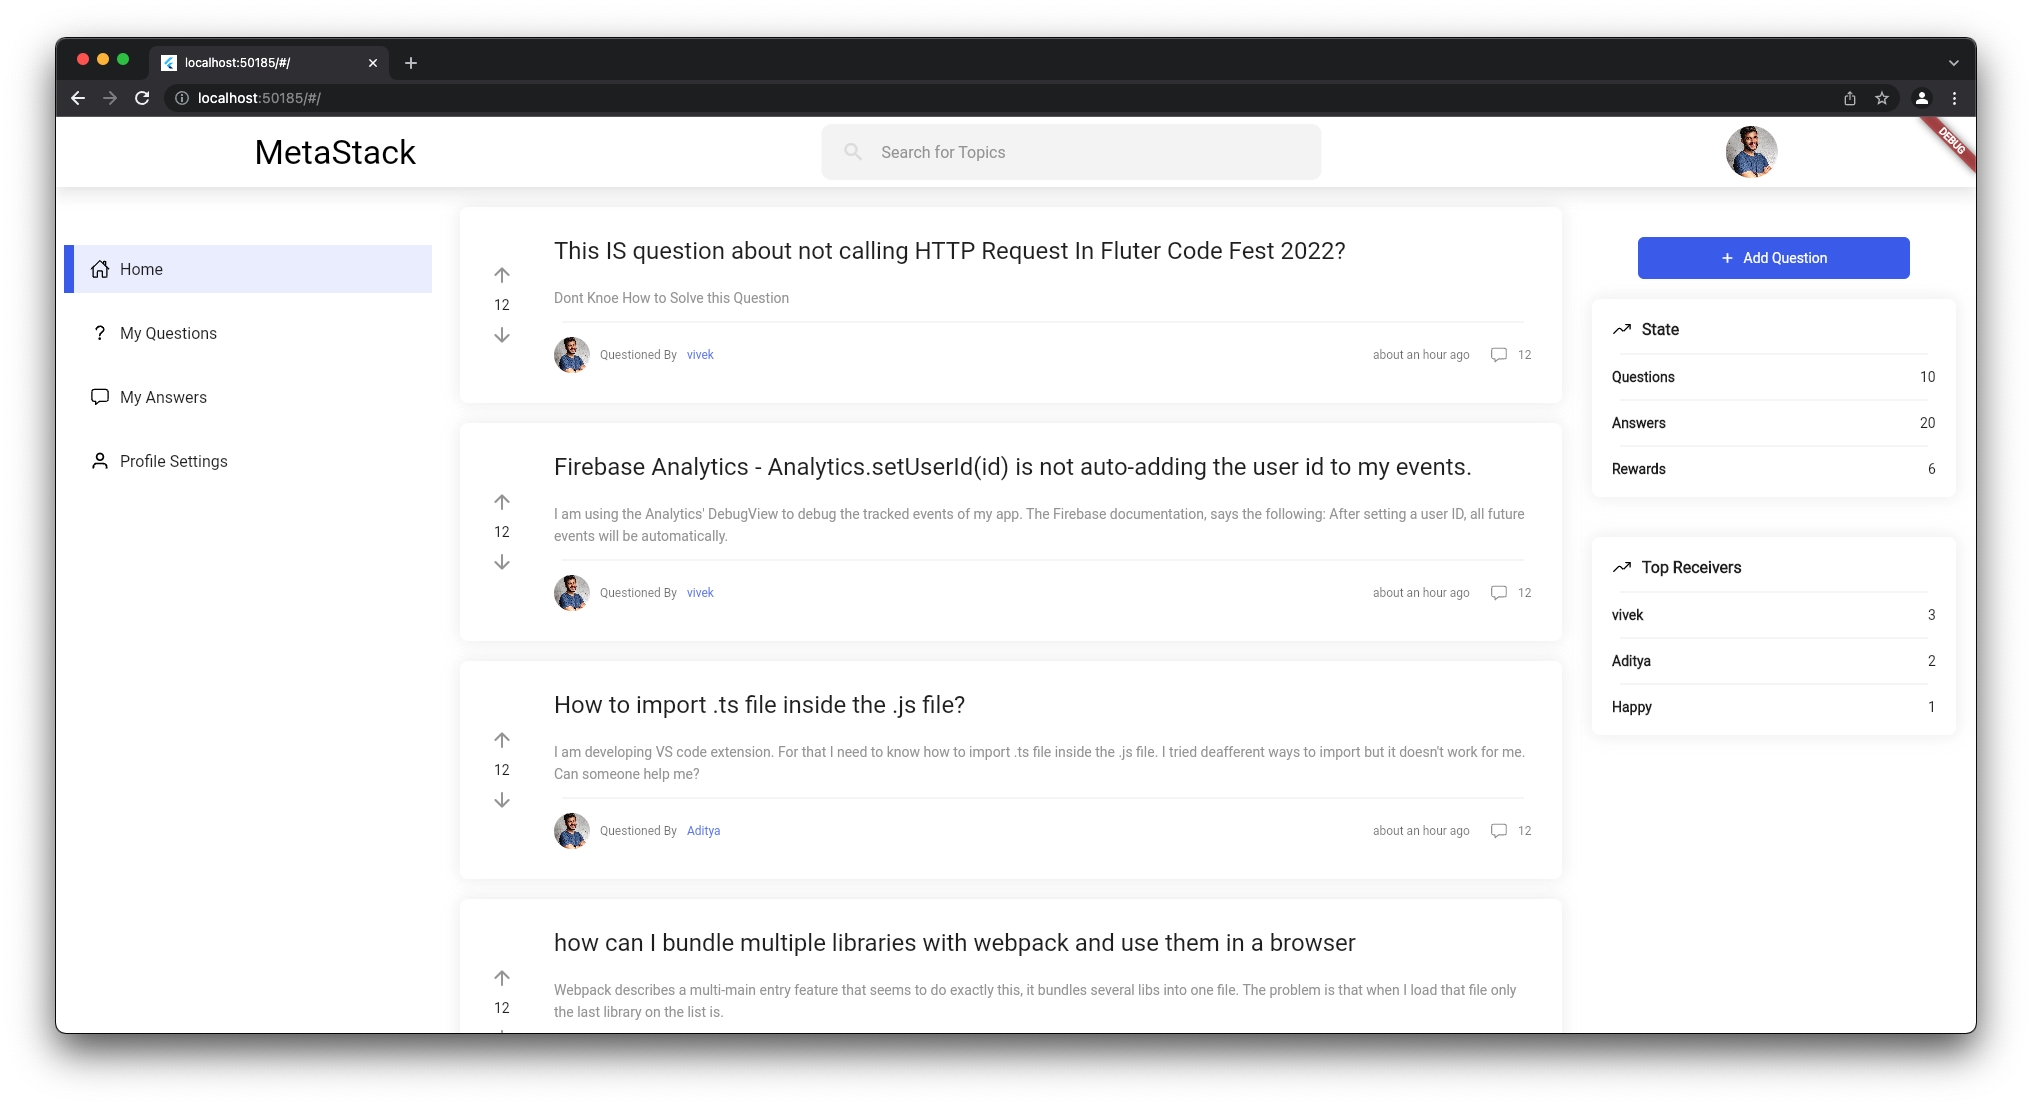 localhost:50185/#/
localhost:50185/#/
MetaStack
Search for Topics
DEBUG
Home
My Questions
My Answers
Profile Settings
This IS question about not calling HTTP Request In Fluter Code Fest 2022?
Dont Knoe How to Solve this Question
12
Questioned By vivek
about an hour ago 12
Firebase Analytics - Analytics.setUserId(id) is not auto-adding the user id to my events.
I am using the Analytics' DebugView to debug the tracked events of my app. The Firebase documentation, says the following: After setting a user ID, all future
events will be automatically.
12
Questioned By vivek
about an hour ago 12
How to import .ts file inside the .js file?
I am developing VS code extension. For that I need to know how to import .ts file inside the .js file. I tried deafferent ways to import but it doesn't work for me.
Can someone help me?
12
Questioned By Aditya
about an hour ago 12
how can I bundle multiple libraries with webpack and use them in a browser
Webpack describes a multi-main entry feature that seems to do exactly this, it bundles several libs into one file. The problem is that when I load that file only
the last library on the list is.
12
+ Add Question
State
Questions 10
Answers 20
Rewards 6
Top Receivers
vivek 3
Aditya 2
Happy 1